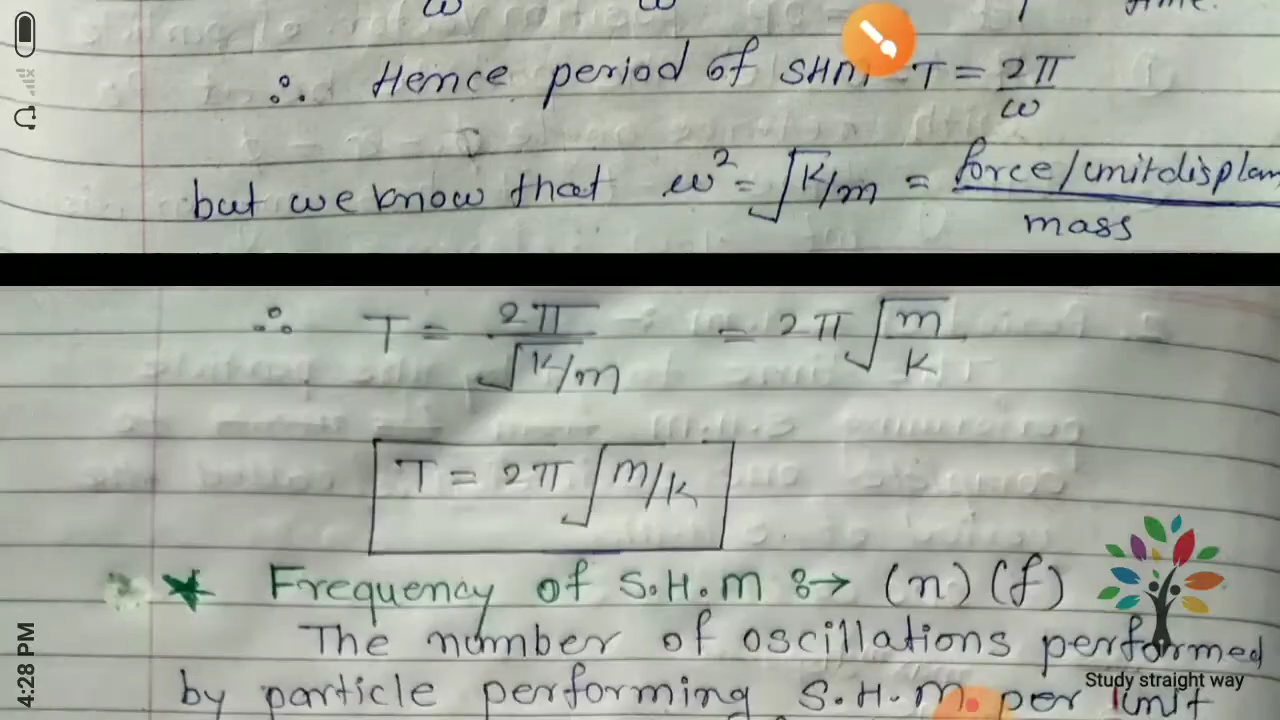 ∴ Hence period of SHM T = 2π/ω
but we know that ω² = √k/m = force/unit displam
mass
∴ T = 2π/√k/m = 2π √m/k
T = 2π √m/k
* Frequency of S.H.M :→ (n) (f)
The number of oscillations performed
by particle performing S.H.M. per unit
Study straight way
4:28 PM